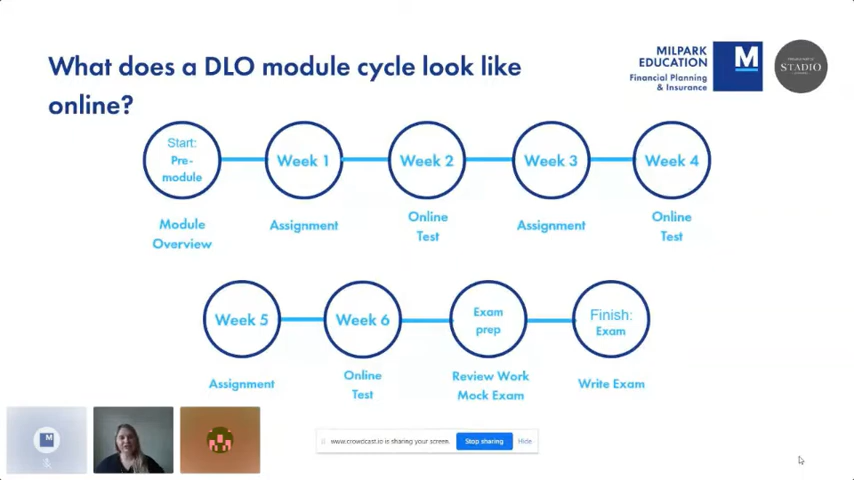 What does a DLO module cycle look like
online?
MILPARK
EDUCATION
Financial Planning
& Insurance
M
STADIO
Start:
Pre-
module
Week 1
Week 2
Week 3
Week 4
Module
Overview
Assignment
Online
Test
Assignment
Online
Test
Week 5
Week 6
Exam
prep
Finish:
Exam
Assignment
Online
Test
Review Work
Mock Exam
Write Exam
M
www.crowdcast.io is sharing your screen.
Stop sharing
Hide